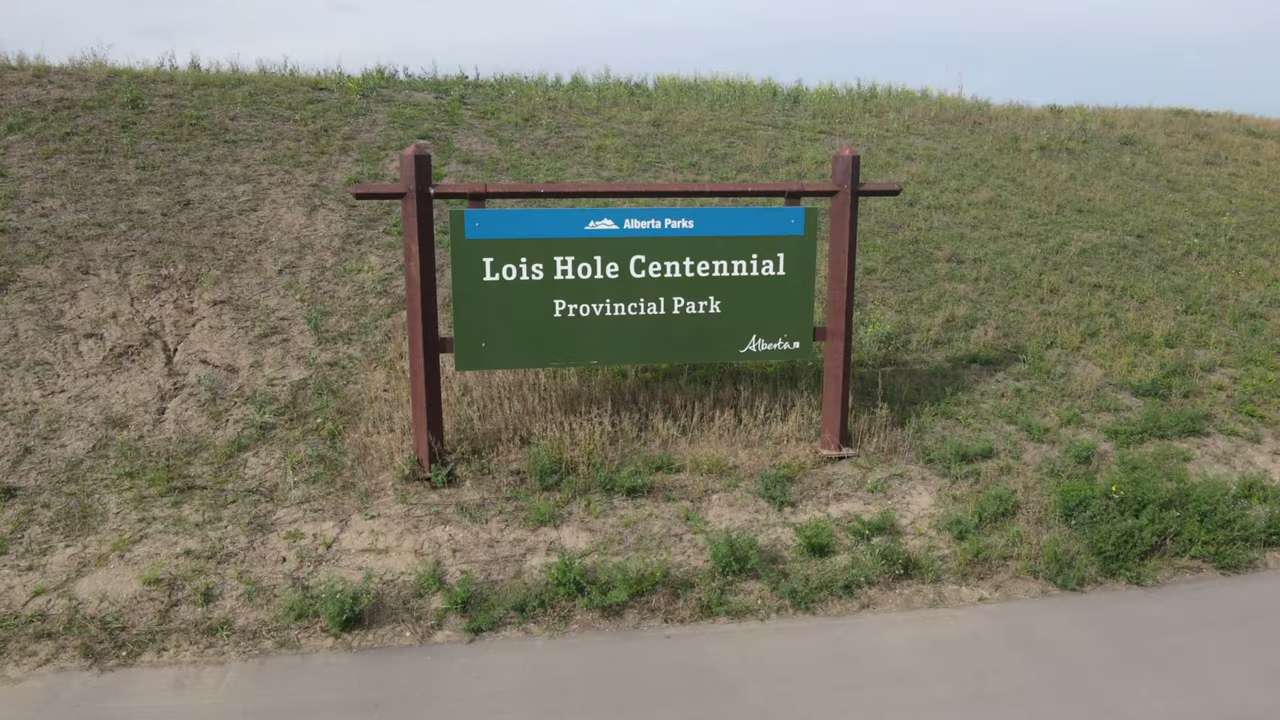 Alberta Parks
Lois Hole Centennial
Provincial Park
Alberta